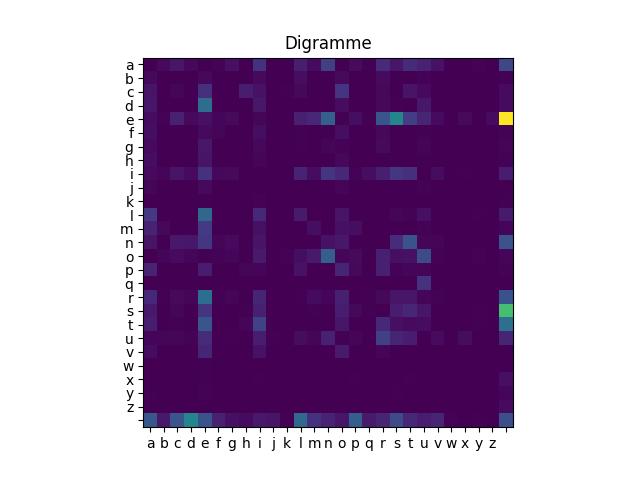 Digramme
a
b
c
d
e
f
g
h
i
j
k
l
m
n
o
p
q
r
s
t
u
v
w
x
y
z
a b c d e f g h i j k l m n o p q r s t u v w x y z